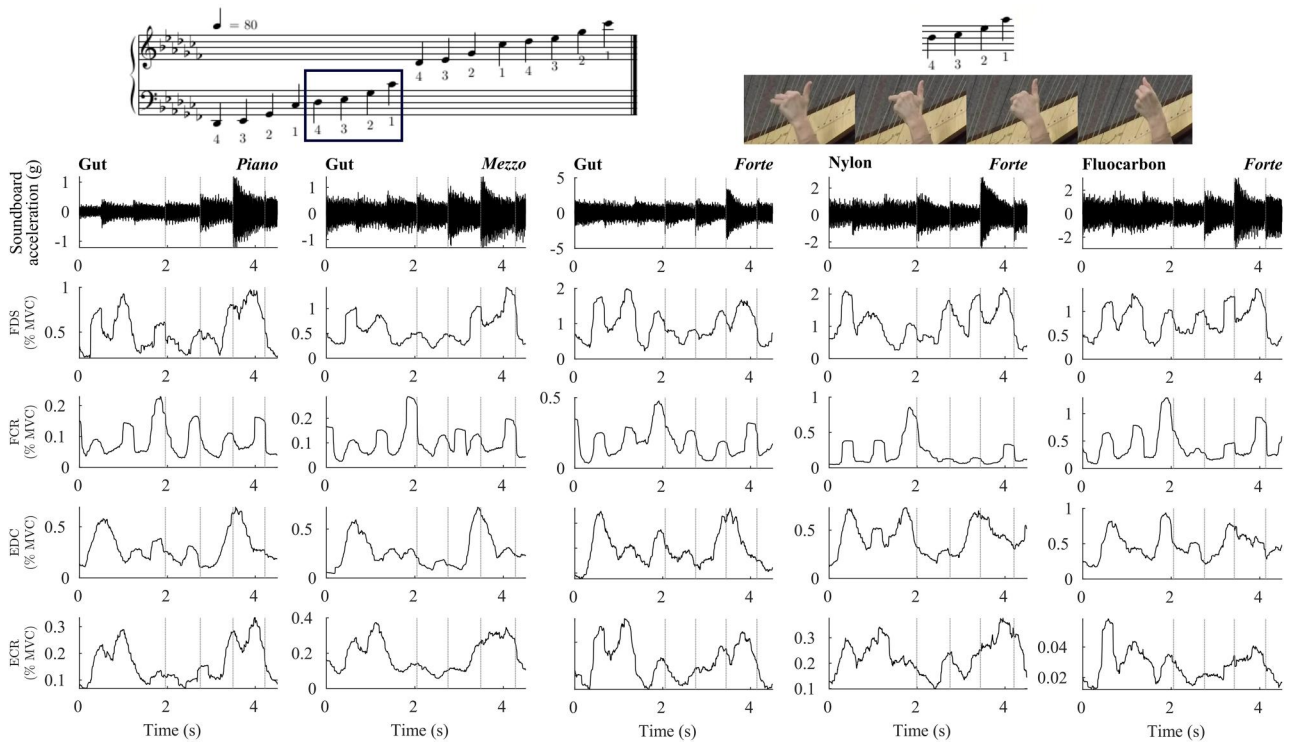 = 80
4 3 2 1
4 3 2 1
4 3 2 1 4 3 2 1
4 3 2 1
Gut Piano Gut Mezzo Gut Forte Nylon Forte Fluocarbon Forte
Soundboard
acceleration (g)
1 0 -1
1 0 -1
5 0 -5
2 0 -2
2 0 -2
0 2 4 0 2 4 0 2 4 0 2 4 0 2 4
FDS
(% MVC)
1 0.5
1 0.5 0
2 1 0
2 1 0
1 0.5 0
0 2 4 0 2 4 0 2 4 0 2 4 0 2 4
FCR
(% MVC)
0.2 0.1 0
0.2 0.1 0
0.5 0
1 0.5 0
1 0.5 0
0 2 4 0 2 4 0 2 4 0 2 4 0 2 4
EDC
(% MVC)
0.5 0
0.5 0
0.5 0
1 0.5 0
0 2 4 0 2 4 0 2 4 0 2 4 0 2 4
ECR
(% MVC)
0.3 0.2 0.1
0.4 0.2 0
0.3 0.2 0.1
0.04 0.02
0 2 4 0 2 4 0 2 4 0 2 4 0 2 4
Time (s) Time (s) Time (s) Time (s) Time (s)